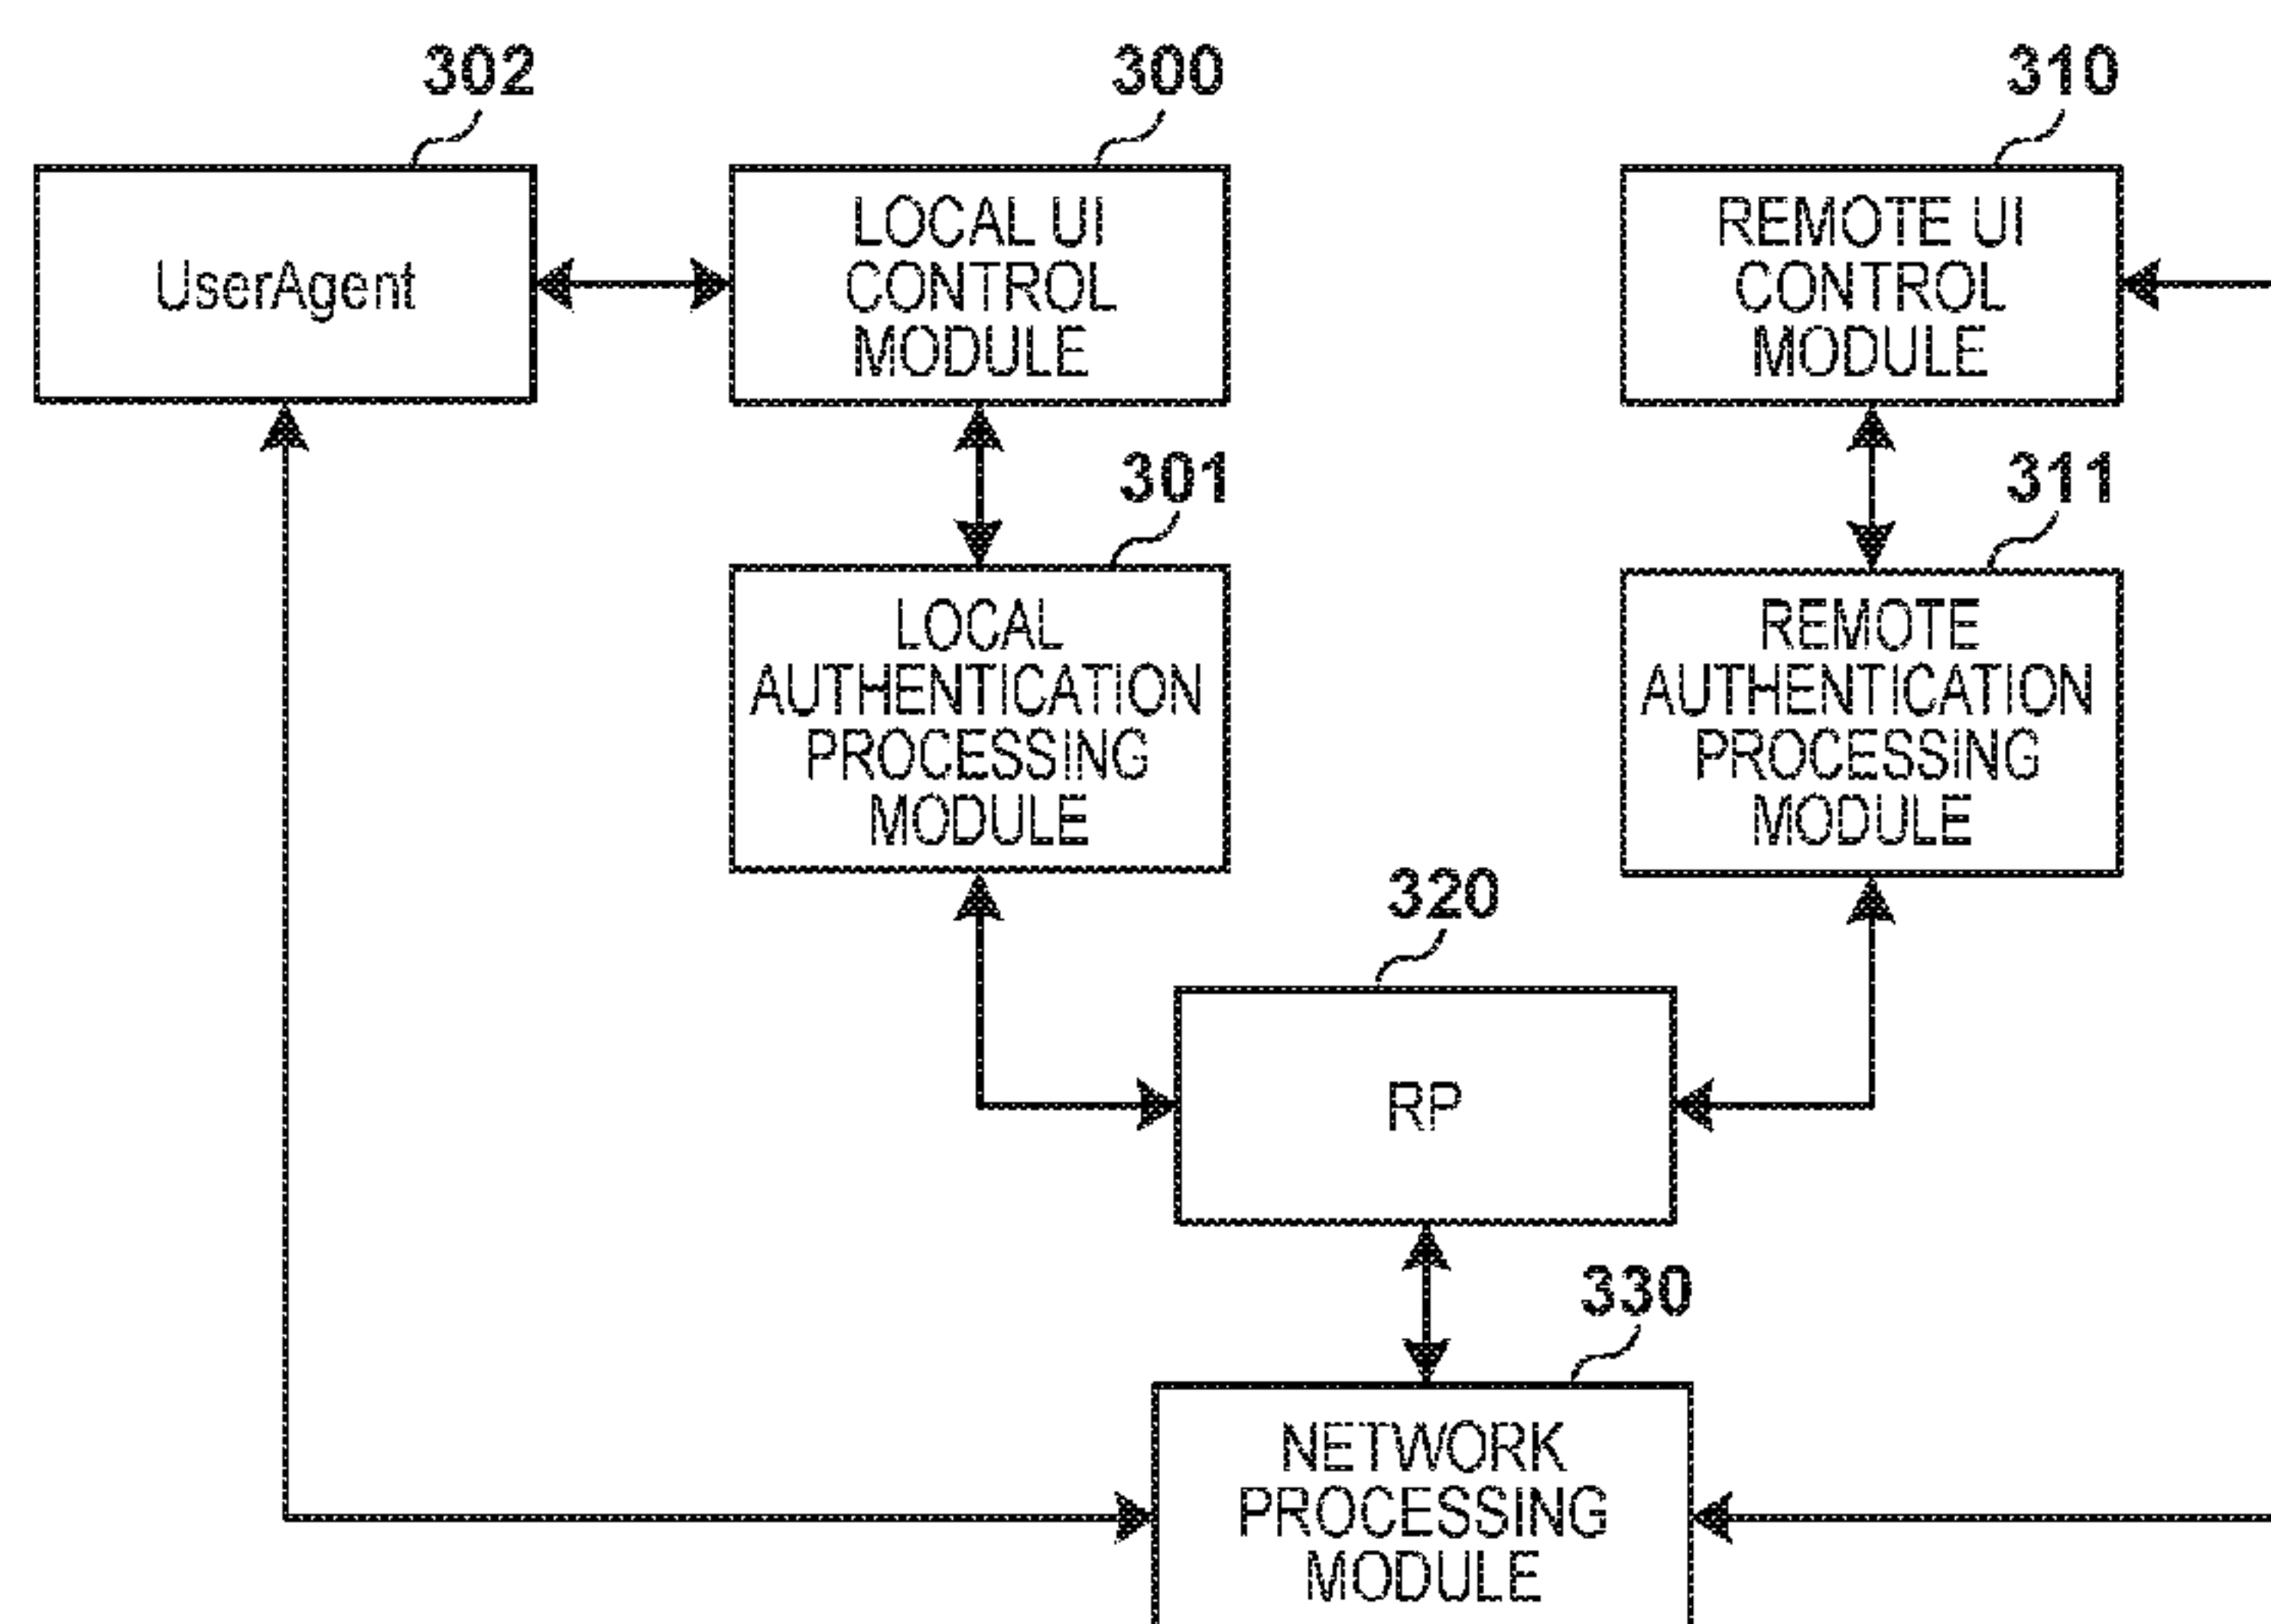 302
300
310
UserAgent
LOCAL UI
CONTROL
MODULE
REMOTE UI
CONTROL
MODULE
301
311
LOCAL
AUTHENTICATION
PROCESSING
MODULE
REMOTE
AUTHENTICATION
PROCESSING
MODULE
320
RP
330
NETWORK
PROCESSING
MODULE